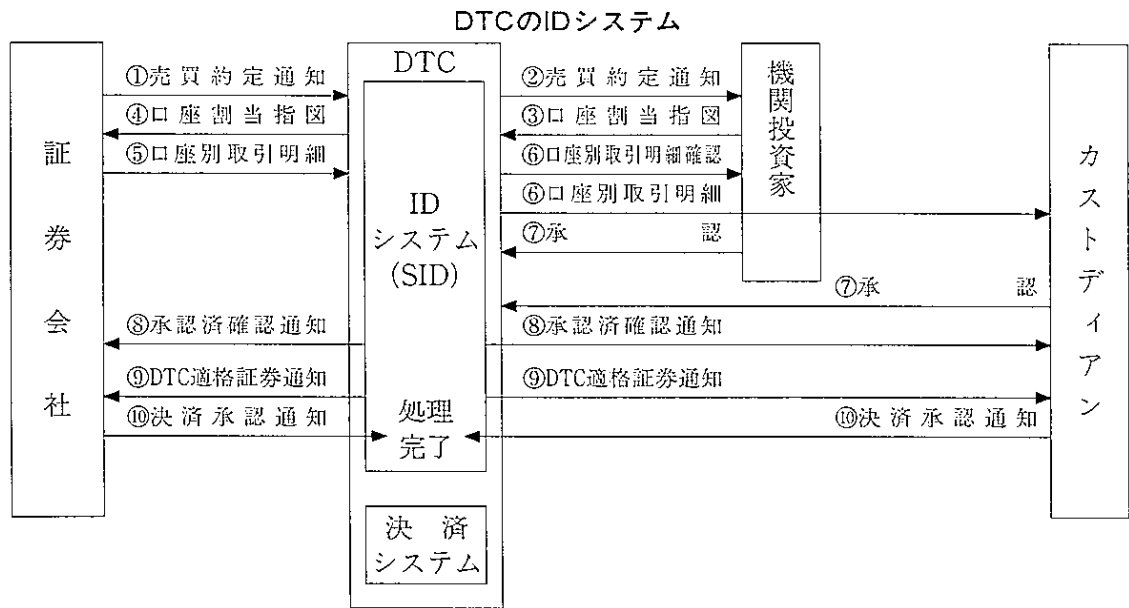 DTCのIDシステム
証券会社
DTC
機関投資家
カストディアン
①売買約定通知
②売買約定通知
④口座割当指図
③口座割当指図
⑤口座別取引明細
⑥口座別取引明細確認
⑥口座別取引明細
⑦承認
⑦承認
ID
システム
(SID)
⑧承認済確認通知
⑧承認済確認通知
⑨DTC適格証券通知
⑨DTC適格証券通知
⑩決済承認通知
⑩決済承認通知
処理
完了
決済
システム